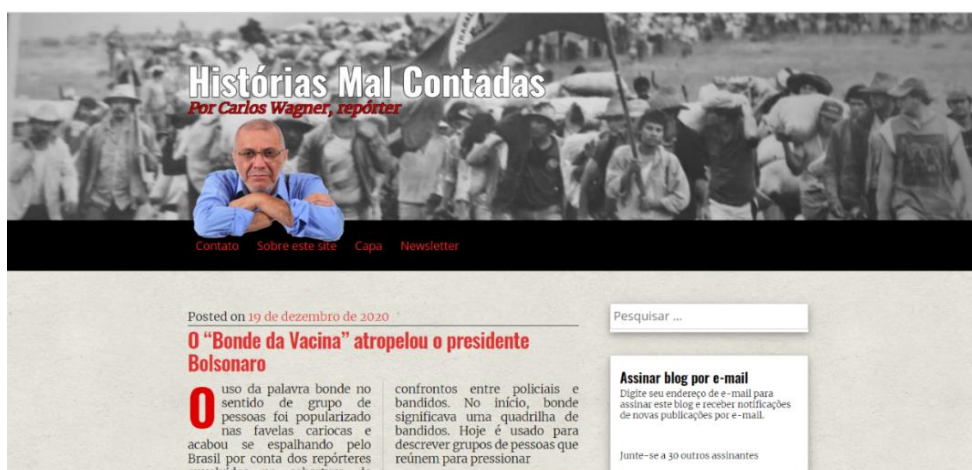 Histórias Mal Contadas
Por Carlos Wagner, repórter
Contato Sobre este site Capa Newsletter
Posted on 19 de dezembro de 2020
O “Bonde da Vacina” atropelou o presidente
Bolsonaro
O uso da palavra bonde no
sentido de grupo de
pessoas foi popularizado
nas favelas cariocas e
acabou se espalhando pelo
Brasil por conta dos repórteres
confrontos entre policiais e
bandidos. No início, bonde
significava uma quadrilha de
bandidos. Hoje é usado para
descrever grupos de pessoas que
reúnem para pressionar
Pesquisar ...
Assinar blog por e-mail
Digite seu endereço de e-mail para
assinar este blog e receber notificações
de novas publicações por e-mail.
Junte-se a 30 outros assinantes